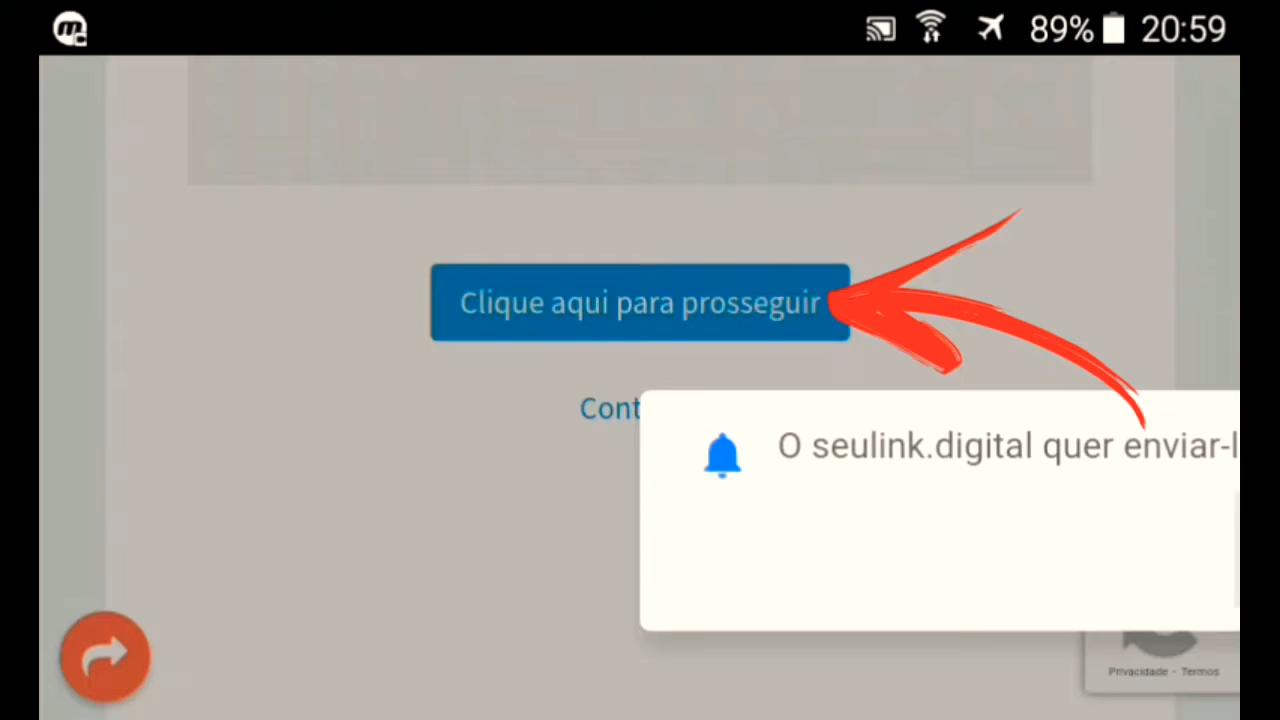 89% 20:59
Clique aqui para prosseguir
Cont
O seulink.digital quer enviar-l
Privacidade - Termos